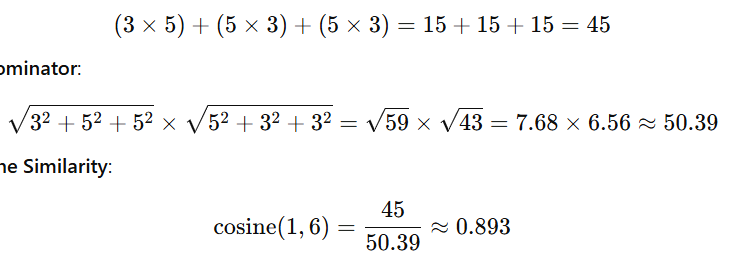 (3 × 5) + (5 × 3) + (5 × 3) = 15 + 15 + 15 = 45
ominator:
√(3² + 5² + 5²) × √(5² + 3² + 3²) = √59 × √43 = 7.68 × 6.56 ≈ 50.39
ne Similarity:
cosine(1, 6) = 45/50.39 ≈ 0.893